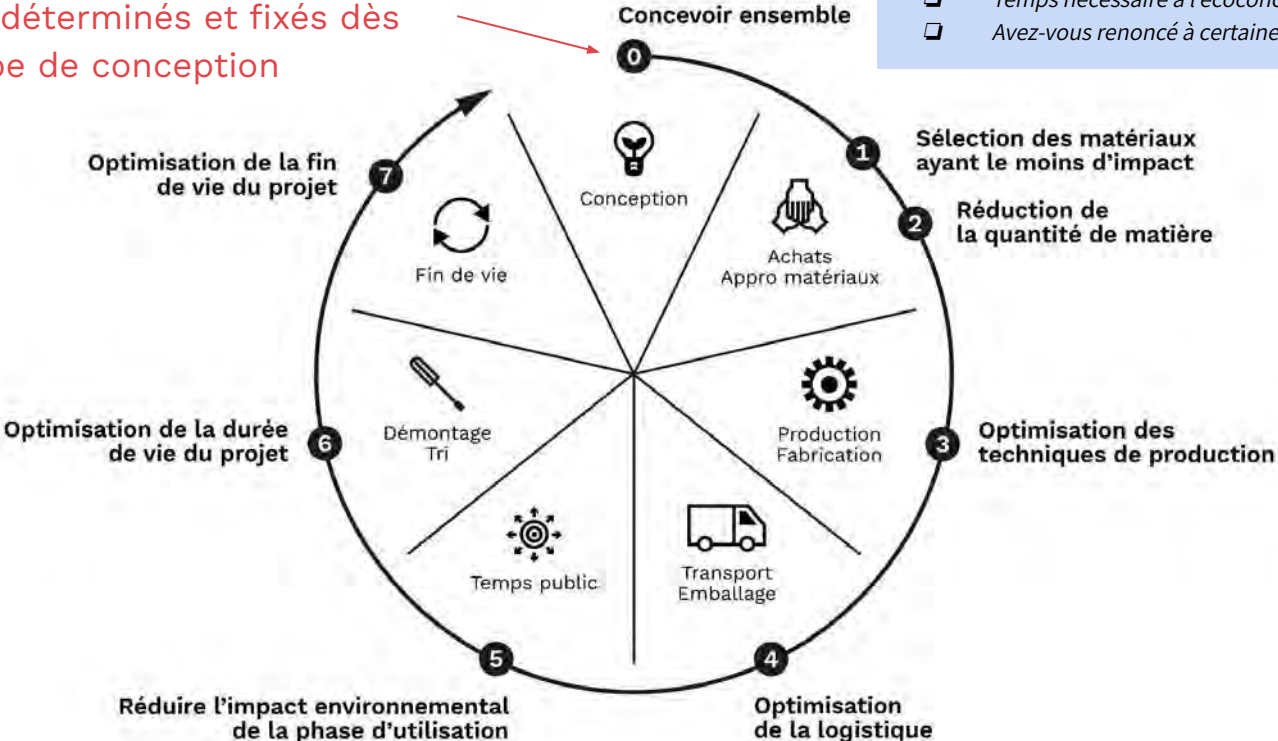 déterminés et fixés dès
de conception
Temps nécessaire à
Avez-vous renoncé à
Concevoir ensemble
0
Conception
1
Sélection des matériaux
ayant le moins d'impact
2
Réduction de
la quantité de matière
Achats
Appro matériaux
3
Optimisation des
techniques de production
Production
Fabrication
Transport
Emballage
4
Optimisation
de la logistique
Temps public
5
Réduire l'impact environnemental
de la phase d'utilisation
Démontage
Tri
6
Optimisation de la durée
de vie du projet
Fin de vie
7
Optimisation de la fin
de vie du projet